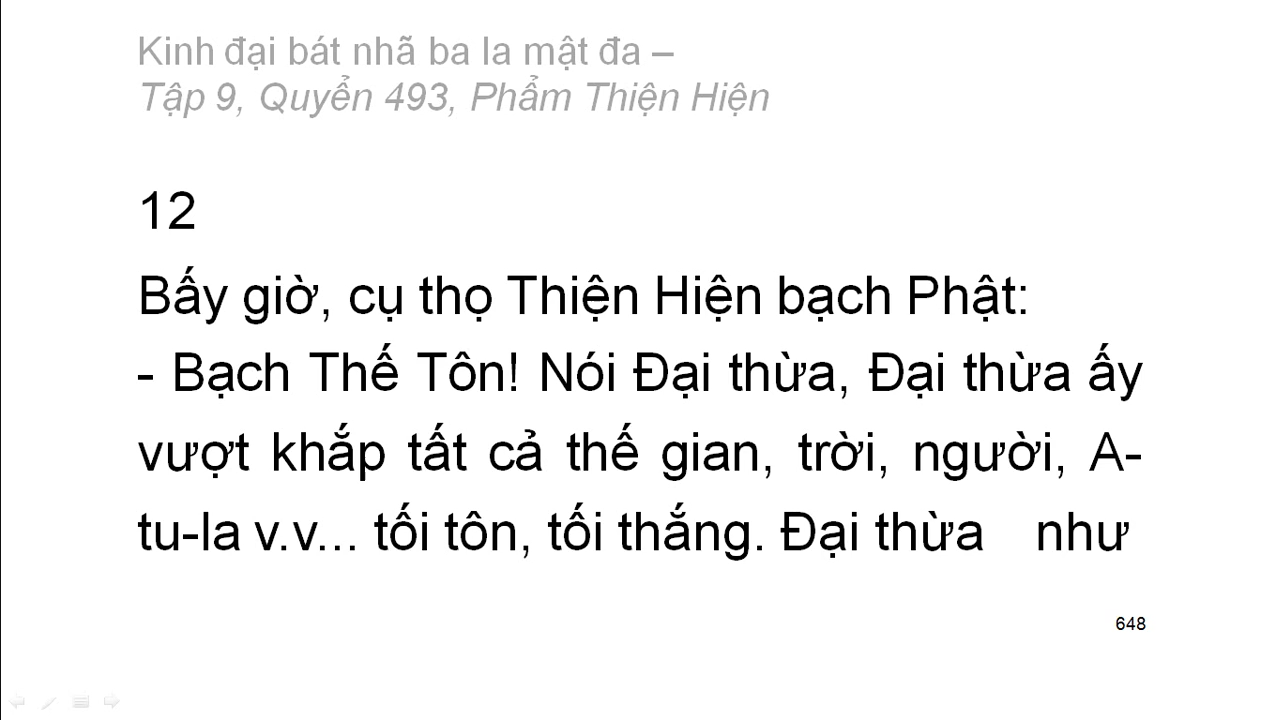 Kinh đại bát nhã ba la mật đa –
Tập 9, Quyển 493, Phẩm Thiện Hiện
12
Bấy giờ, cụ thọ Thiện Hiện bạch Phật:
- Bạch Thế Tôn! Nói Đại thừa, Đại thừa ấy
vượt khắp tất cả thế gian, trời, người, A-
tu-la v.v... tối tôn, tối thắng. Đại thừa như
648